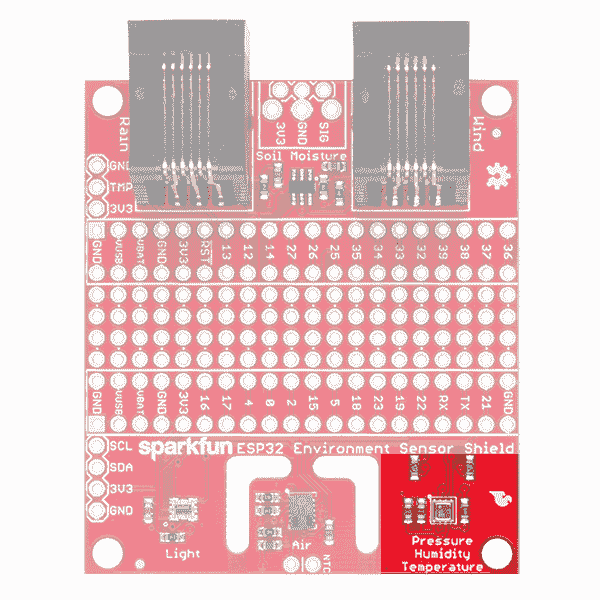 Rain
Wind
3V3 GND SIG
Soil Moisture
GND
TMP
3V3
GND VUSB VBAT GND 3V3 RST 13 12 14 27 26 25 35 34 33 32 39 38 37 36
GND VUSB VBAT GND 3V3 16 17 4 0 2 15 5 18 23 19 22 RX TX 21 GND
SCL
SDA
3V3
GND
sparkfun ESP32 Environment Sensor Shield
Light
Air
NTC
Pressure
Humidity
Temperature